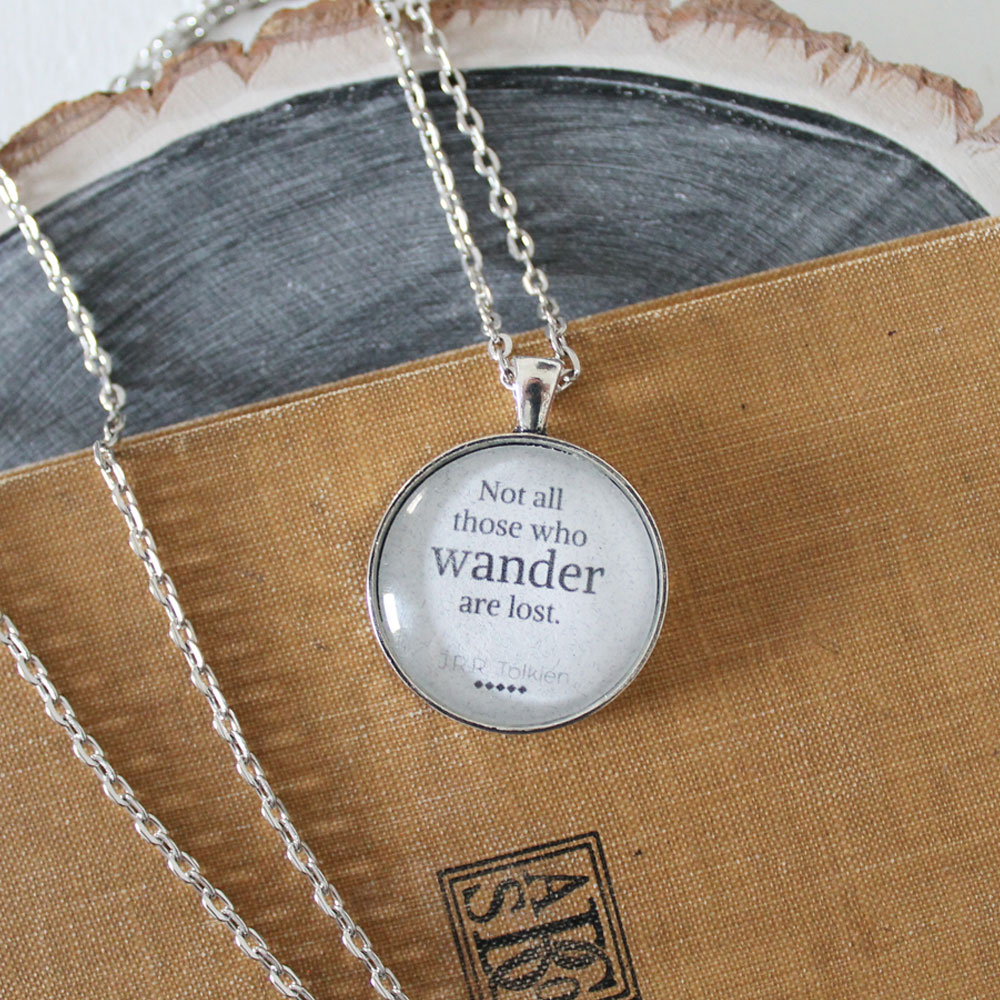 Not all
those who
wander
are lost.
J.R.R. Tolkien